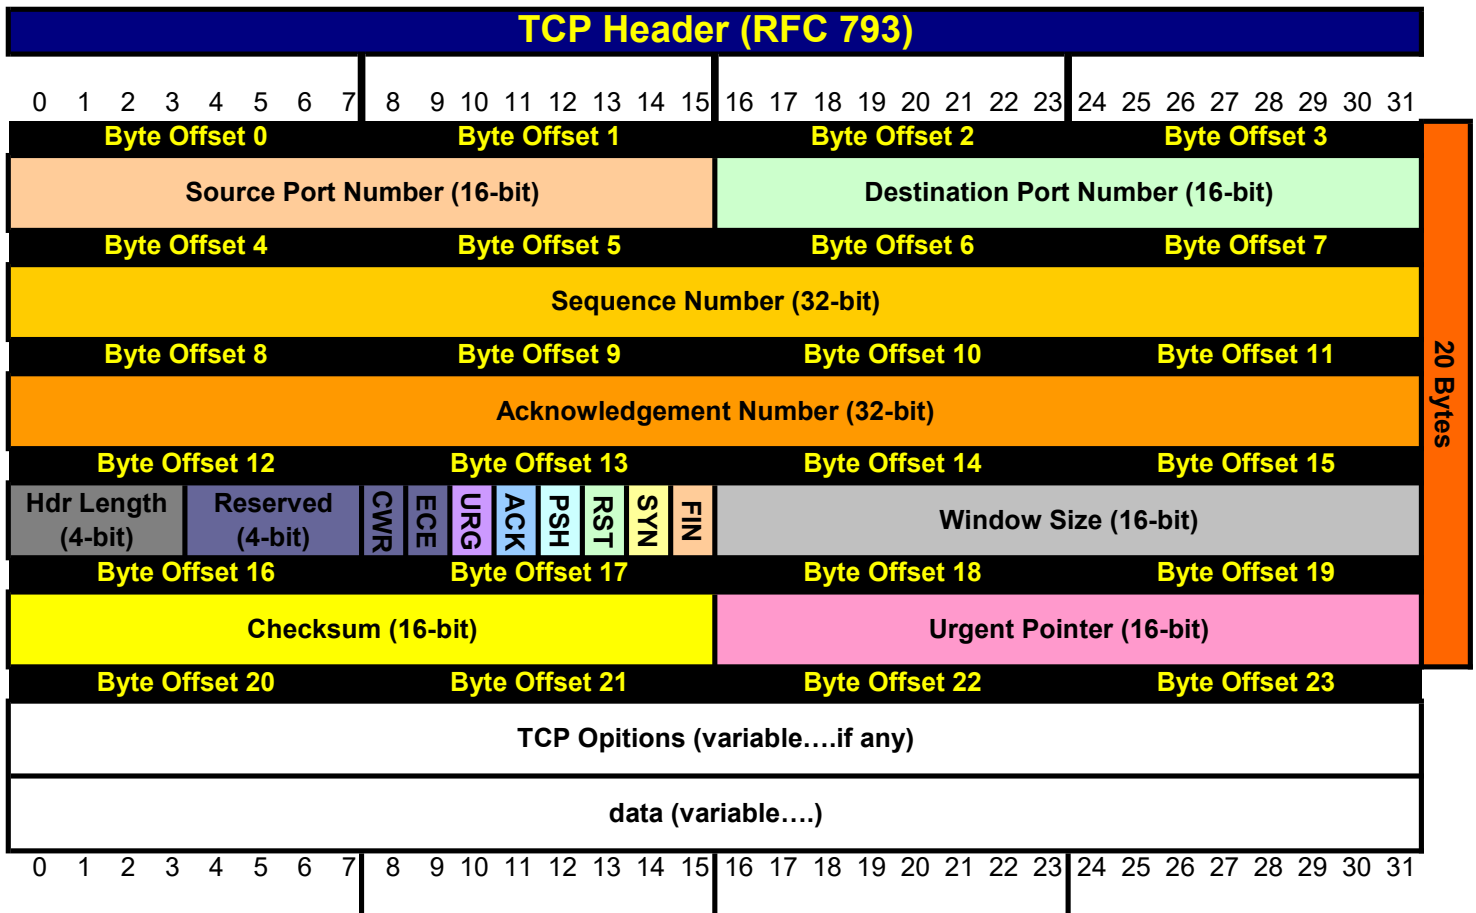 TCP Header (RFC 793)
0 1 2 3 4 5 6 7 8 9 10 11 12 13 14 15 16 17 18 19 20 21 22 23 24 25 26 27 28 29 30 31
Byte Offset 0 Byte Offset 1 Byte Offset 2 Byte Offset 3
Source Port Number (16-bit) Destination Port Number (16-bit)
Byte Offset 4 Byte Offset 5 Byte Offset 6 Byte Offset 7
Sequence Number (32-bit)
Byte Offset 8 Byte Offset 9 Byte Offset 10 Byte Offset 11
Acknowledgement Number (32-bit)
Byte Offset 12 Byte Offset 13 Byte Offset 14 Byte Offset 15
Hdr Length
(4-bit)
Reserved
(4-bit)
CWR
ECE
URG
ACK
PSH
RST
SYN
FIN
Window Size (16-bit)
Byte Offset 16 Byte Offset 17 Byte Offset 18 Byte Offset 19
Checksum (16-bit) Urgent Pointer (16-bit)
20 Bytes
Byte Offset 20 Byte Offset 21 Byte Offset 22 Byte Offset 23
TCP Opitions (variable….if any)
data (variable….)
0 1 2 3 4 5 6 7 8 9 10 11 12 13 14 15 16 17 18 19 20 21 22 23 24 25 26 27 28 29 30 31